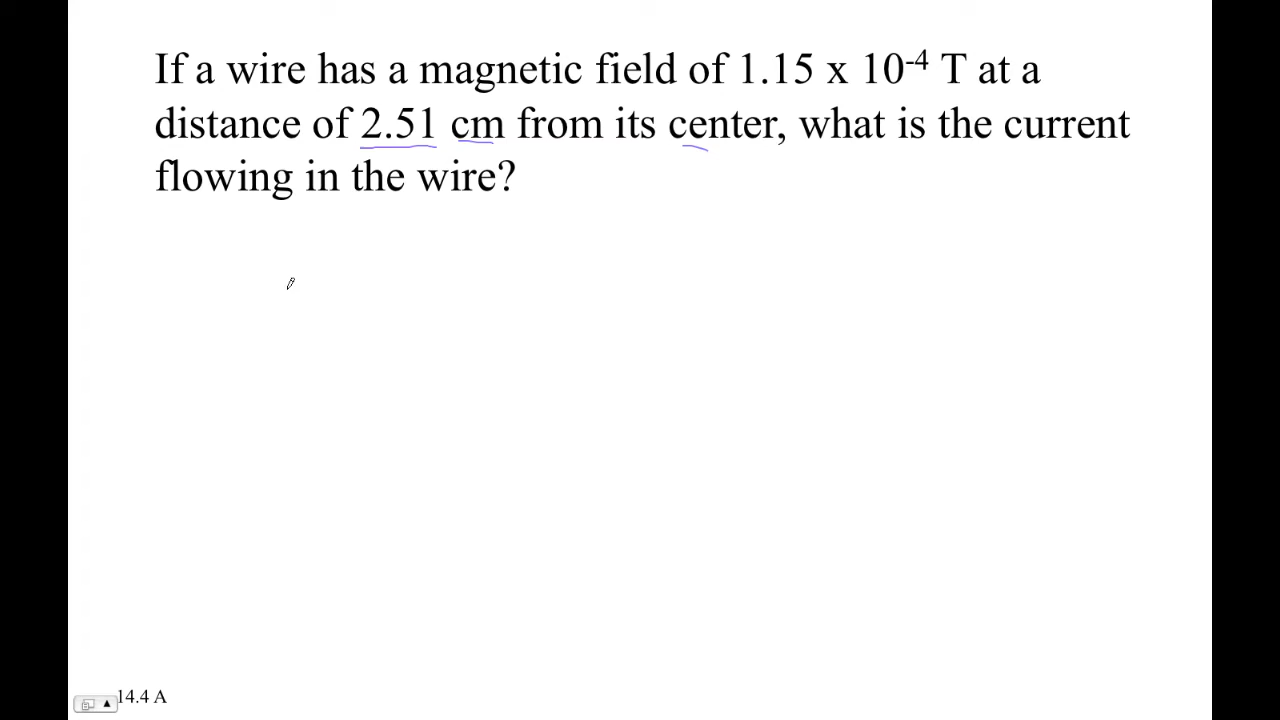 If a wire has a magnetic field of 1.15 x 10⁻⁴ T at a
distance of 2.51 cm from its center, what is the current
flowing in the wire?
14.4 A